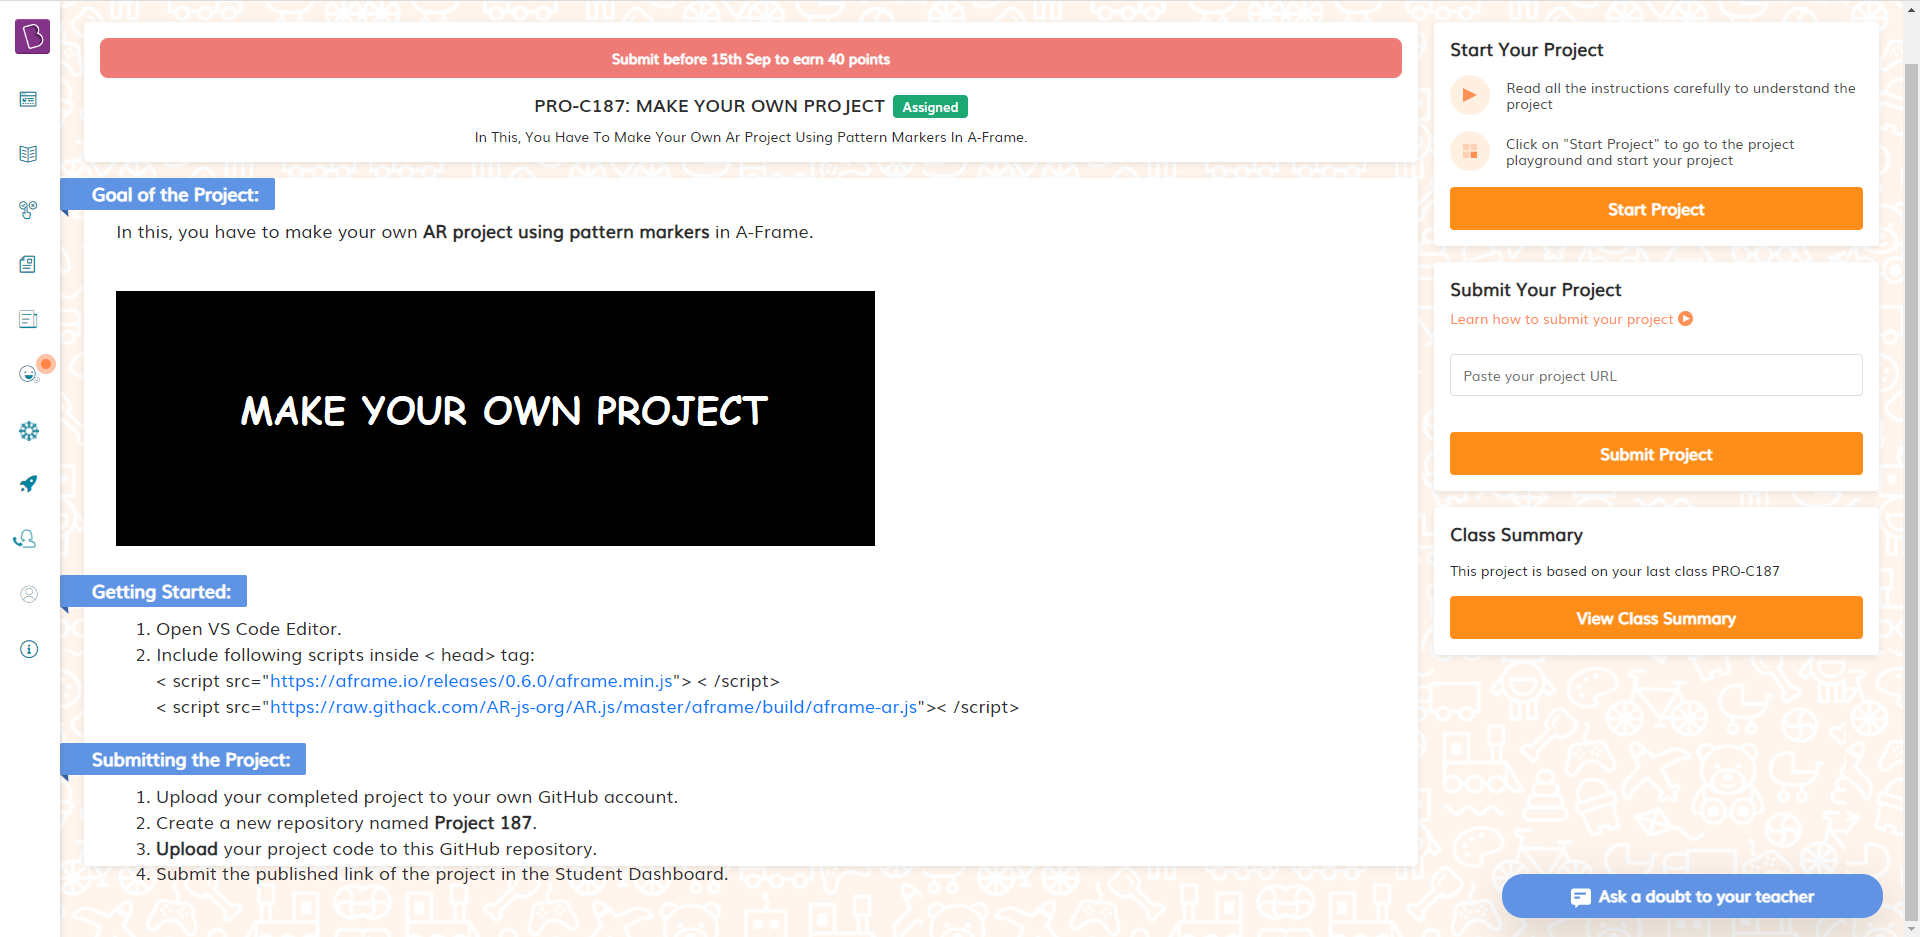 Submit before 15th Sep to earn 40 points
PRO-C187: MAKE YOUR OWN PROJECT Assigned
In This, You Have To Make Your Own Ar Project Using Pattern Markers In A-Frame.
Goal of the Project:
In this, you have to make your own AR project using pattern markers in A-Frame.
MAKE YOUR OWN PROJECT
Getting Started:
1. Open VS Code Editor.
2. Include following scripts inside < head> tag:
< script src="https://aframe.io/releases/0.6.0/aframe.min.js"> < /script>
< script src="https://raw.githack.com/AR-js-org/AR.js/master/aframe/build/aframe-ar.js">< /script>
Submitting the Project:
1. Upload your completed project to your own GitHub account.
2. Create a new repository named Project 187.
3. Upload your project code to this GitHub repository.
4. Submit the published link of the project in the Student Dashboard.
Start Your Project
Read all the instructions carefully to understand the
project
Click on "Start Project" to go to the project
playground and start your project
Start Project
Submit Your Project
Learn how to submit your project
Paste your project URL
Submit Project
Class Summary
This project is based on your last class PRO-C187
View Class Summary
Ask a doubt to your teacher